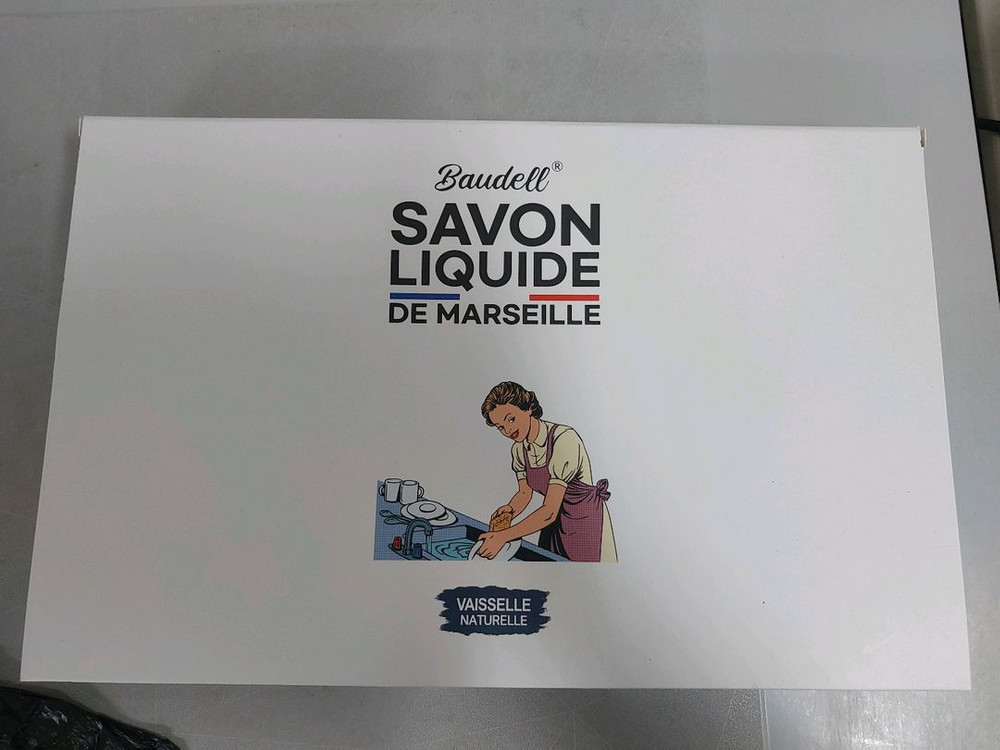 Baudell®
SAVON
LIQUIDE
DE MARSEILLE
VAISSELLE
NATURELLE